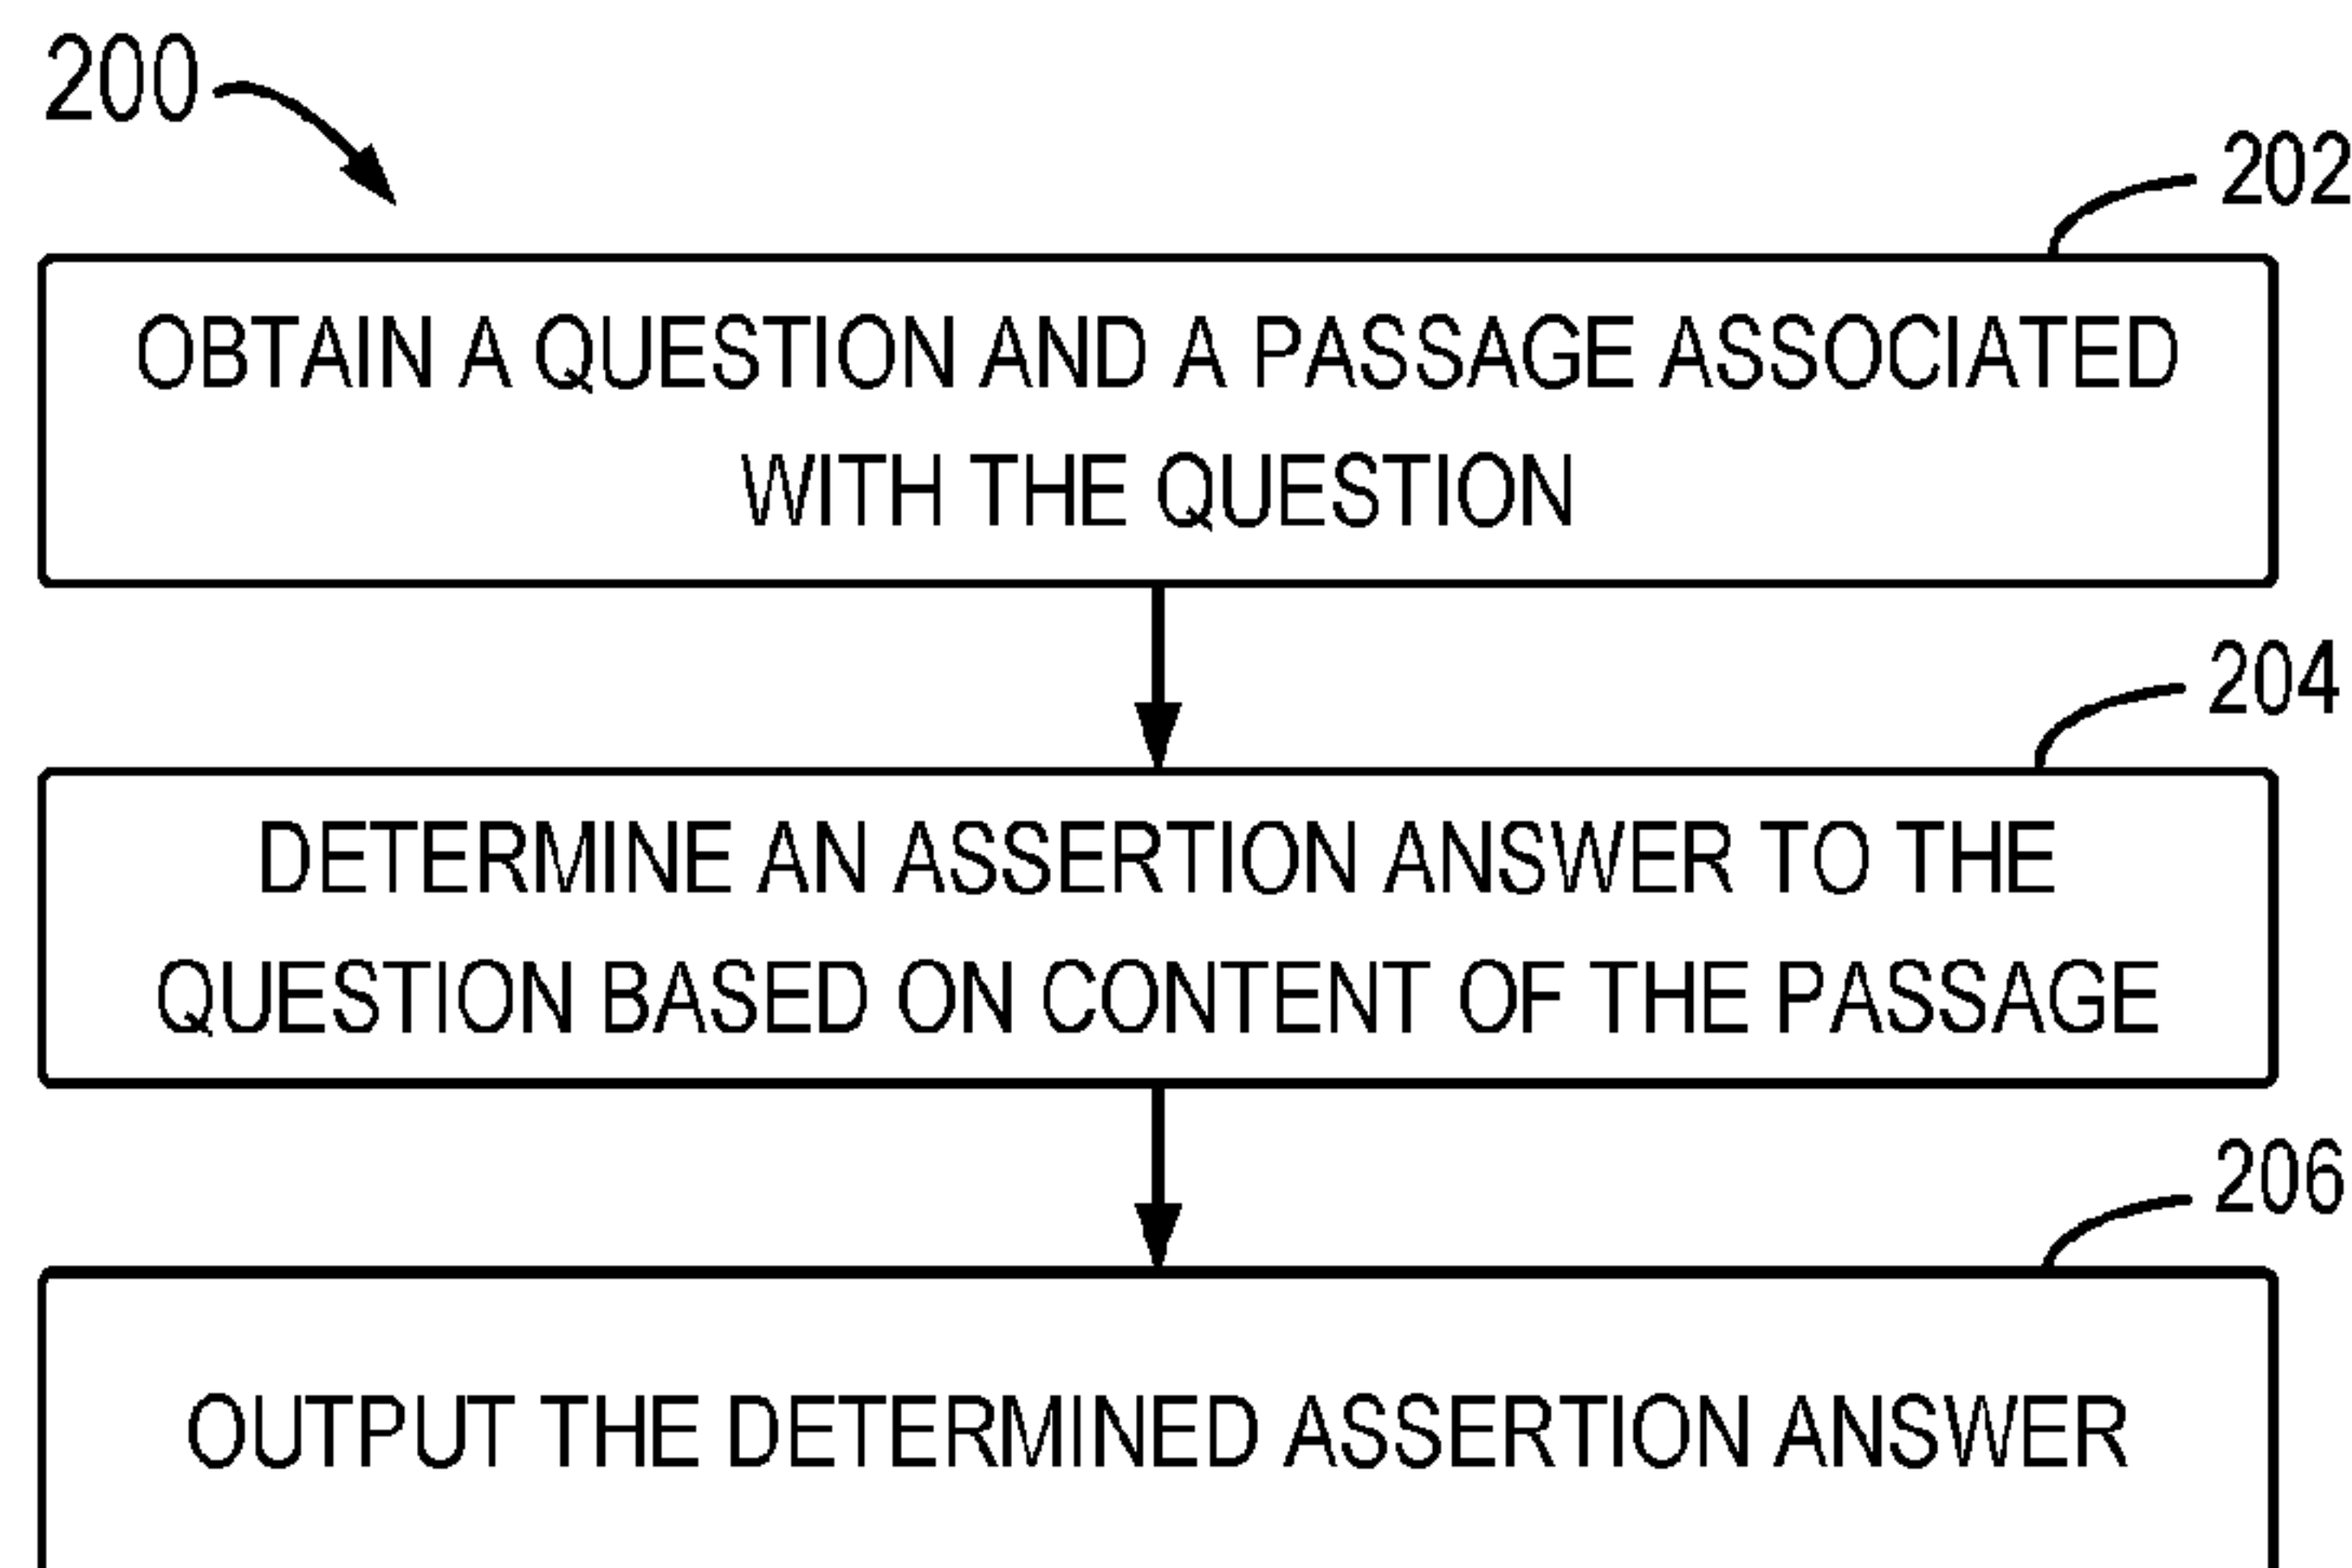 200
202
OBTAIN A QUESTION AND A PASSAGE ASSOCIATED
WITH THE QUESTION
204
DETERMINE AN ASSERTION ANSWER TO THE
QUESTION BASED ON CONTENT OF THE PASSAGE
206
OUTPUT THE DETERMINED ASSERTION ANSWER